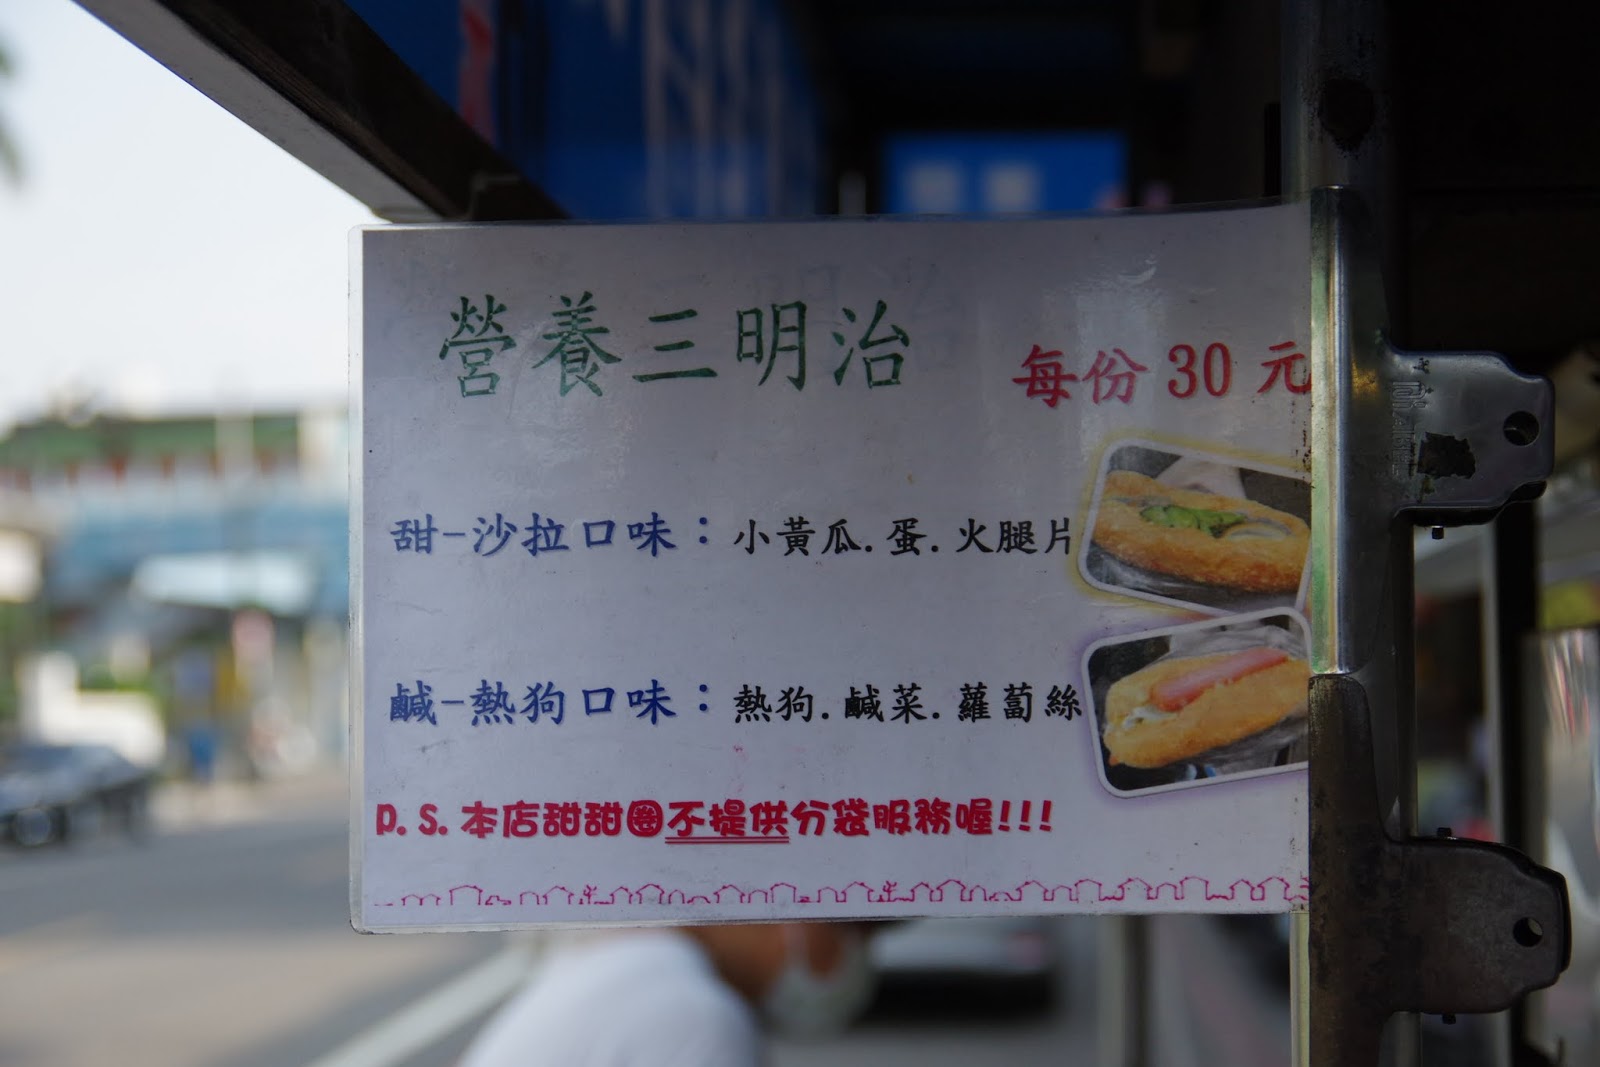 營養三明治
每份 30 元
甜-沙拉口味：小黃瓜.蛋.火腿片
鹹-熱狗口味：熱狗.鹹菜.蘿蔔絲
P.S.本店甜甜圈不提供分袋服務喔!!!